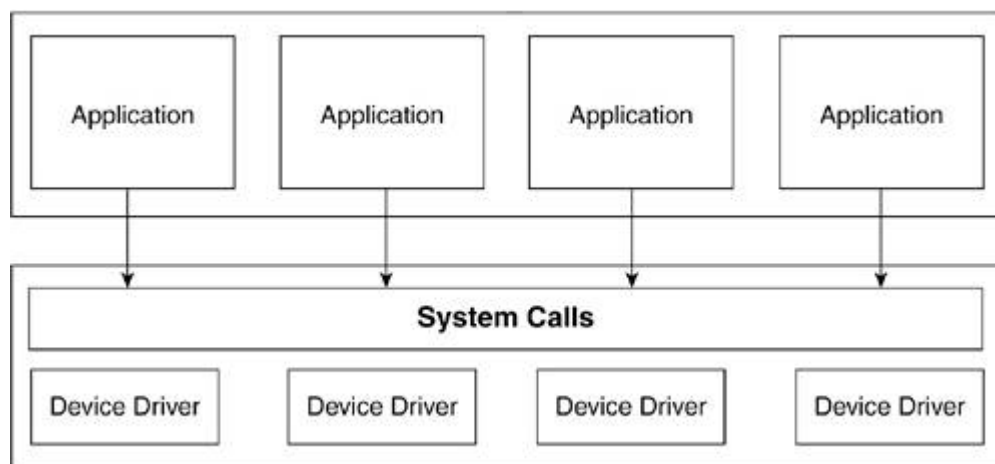 Application
Application
Application
Application
System Calls
Device Driver
Device Driver
Device Driver
Device Driver